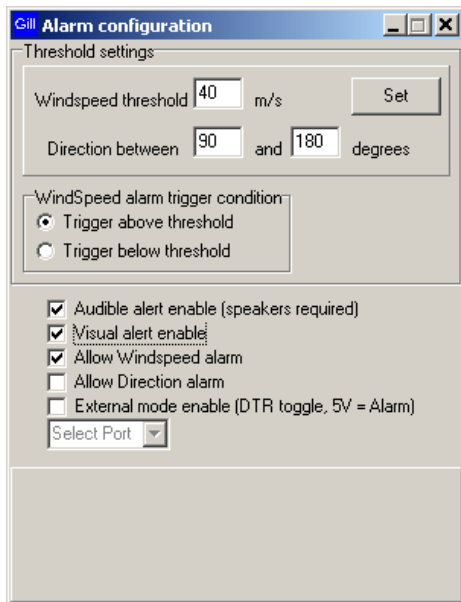 Gill Alarm configuration
Threshold settings
Windspeed threshold 40 m/s Set
Direction between 90 and 180 degrees
WindSpeed alarm trigger condition
Trigger above threshold
Trigger below threshold
Audible alert enable (speakers required)
Visual alert enable
Allow Windspeed alarm
Allow Direction alarm
External mode enable (DTR toggle, 5V = Alarm)
Select Port